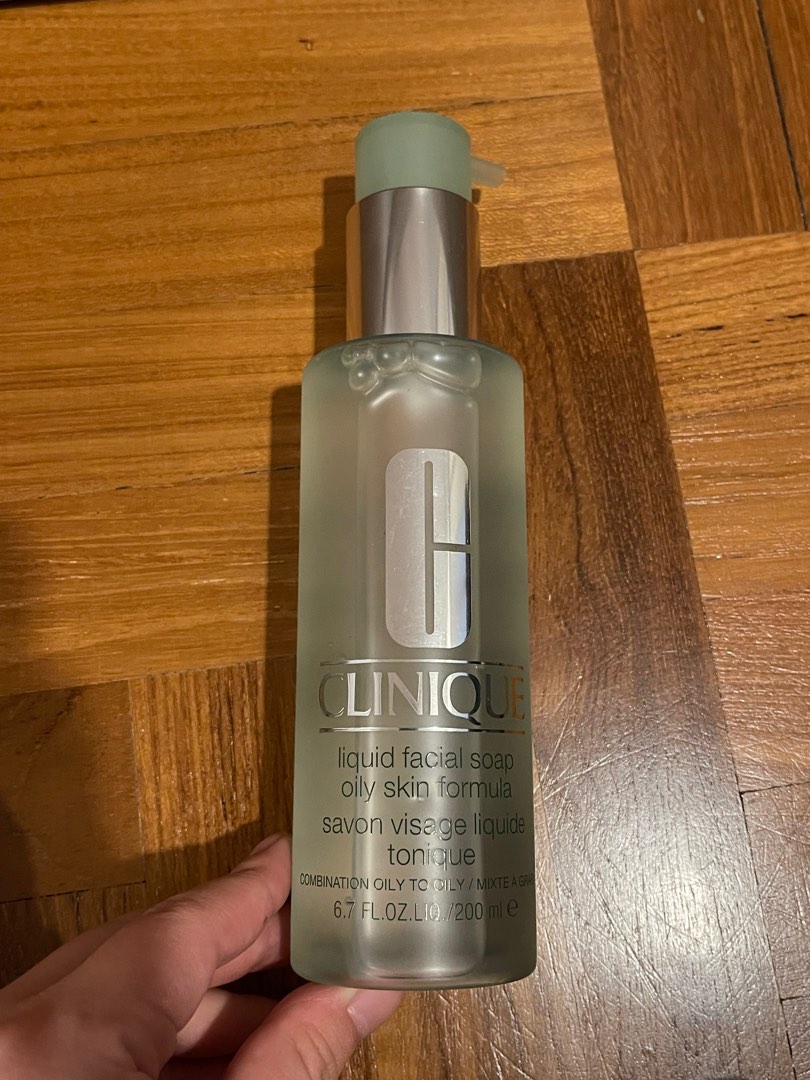 CLINIQUE
liquid facial soap
oily skin formula
savon visage liquide
tonique
COMBINATION OILY TO OILY / MIXTE A
6.7 FL.OZ.LIQ./200 ml e